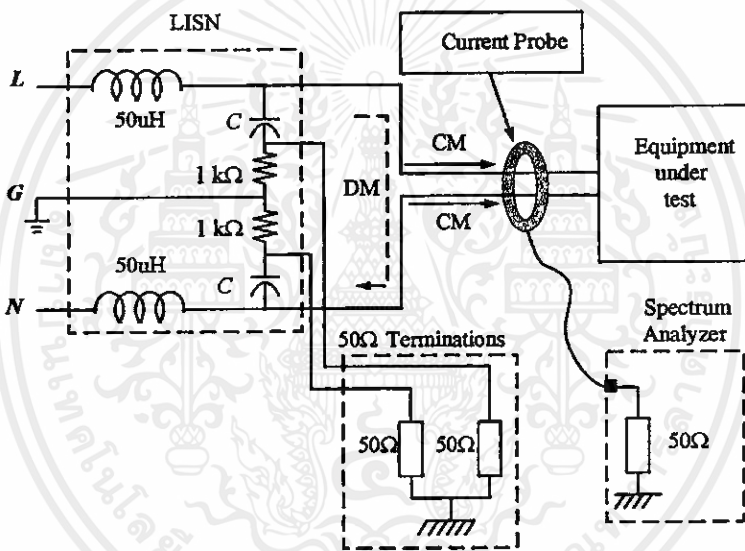 LISN
Current Probe
L
50uH
C
CM
Equipment
under
test
1 kΩ
DM
G
1 kΩ
CM
50uH
C
N
Spectrum
Analyzer
50Ω Terminations
50Ω
50Ω
50Ω